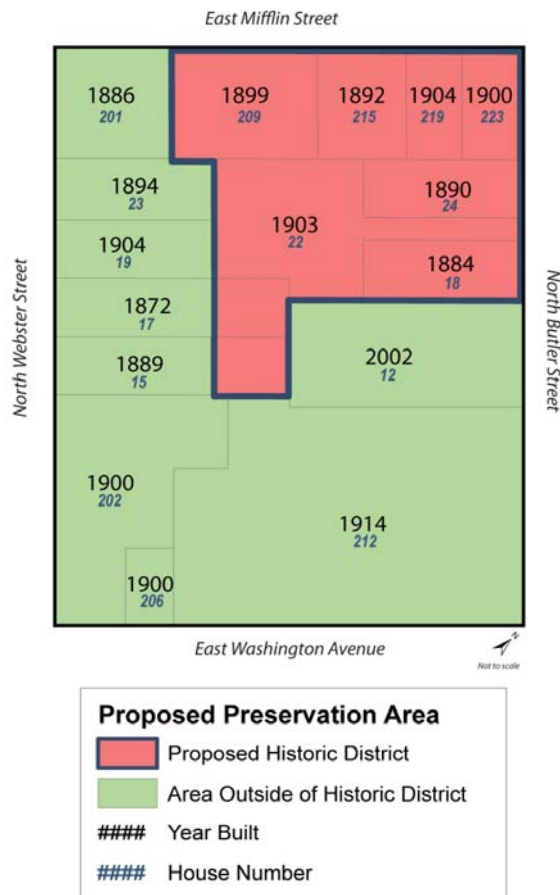 East Mifflin Street
1886
201
1899
209
1892
215
1904
219
1900
223
1894
23
1890
24
1903
22
1904
19
1884
18
1872
17
2002
12
1889
15
North Webster Street
North Butler Street
1900
202
1914
212
1900
206
East Washington Avenue
N
Not to scale
Proposed Preservation Area
Proposed Historic District
Area Outside of Historic District
#### Year Built
#### House Number